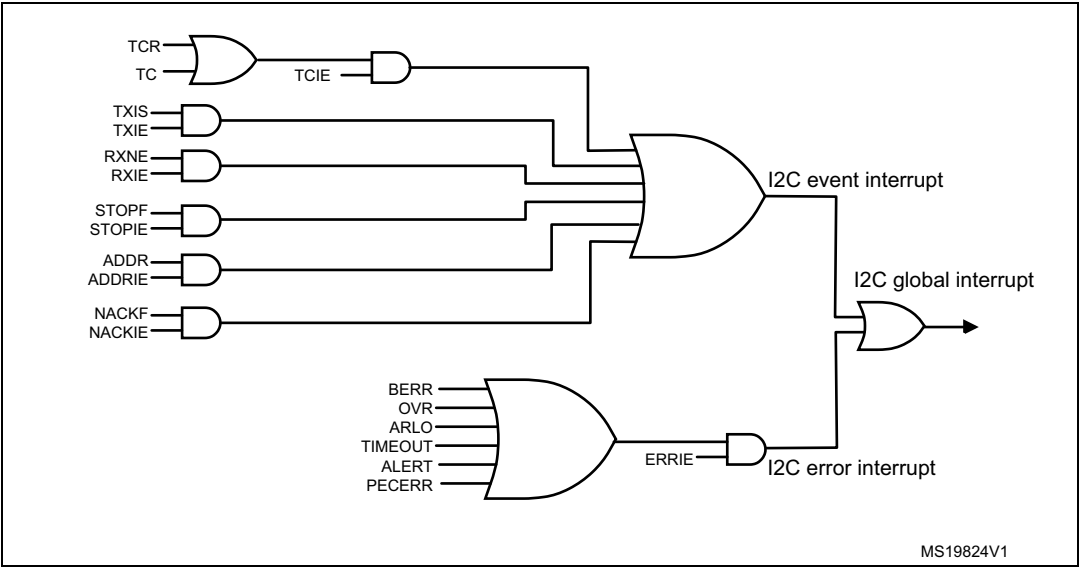 TCR
TC
TCIE
TXIS
TXIE
RXNE
RXIE
STOPF
STOPIE
ADDR
ADDRIE
NACKF
NACKIE
I2C event interrupt
I2C global interrupt
BERR
OVR
ARLO
TIMEOUT
ALERT
PECERR
ERRIE
I2C error interrupt
MS19824V1